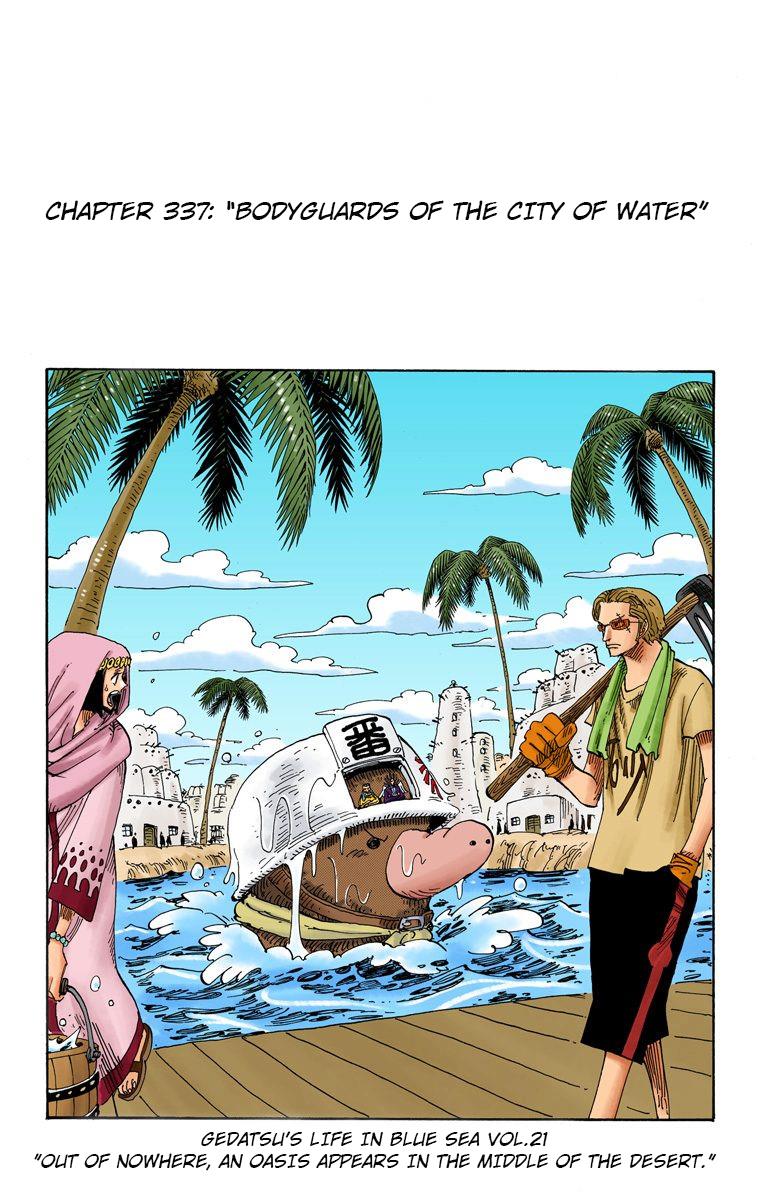 CHAPTER 337: "BODYGUARDS OF THE CITY OF WATER"
番
GEDATSU'S LIFE IN BLUE SEA VOL.21
"OUT OF NOWHERE, AN OASIS APPEARS IN THE MIDDLE OF THE DESERT."